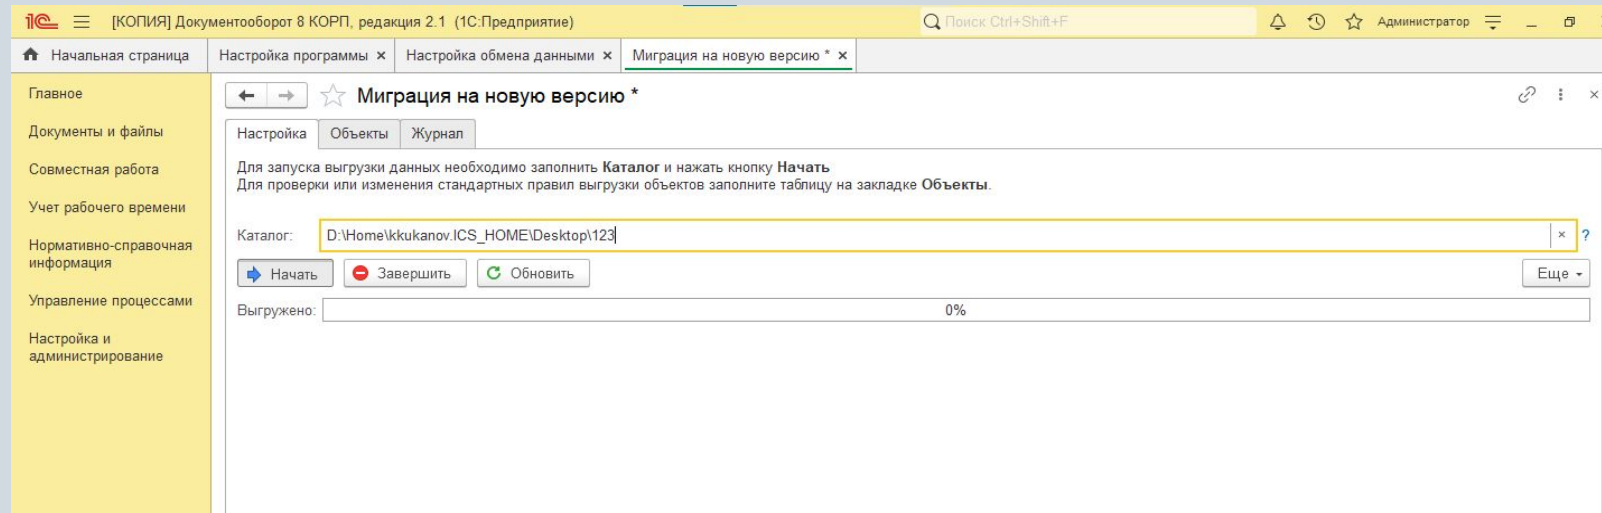 [КОПИЯ] Документооборот 8 КОРП, редакция 2.1 (1С:Предприятие)
Поиск Ctrl+Shift+F
Администратор
Начальная страница
Настройка программы ×
Настройка обмена данными ×
Миграция на новую версию * ×
Главное
Документы и файлы
Совместная работа
Учет рабочего времени
Нормативно-справочная
информация
Управление процессами
Настройка и
администрирование
Миграция на новую версию *
Настройка
Объекты
Журнал
Для запуска выгрузки данных необходимо заполнить Каталог и нажать кнопку Начать
Для проверки или изменения стандартных правил выгрузки объектов заполните таблицу на закладке Объекты.
Каталог: D:\Home\kkukanov.ICS_HOME\Desktop\123 × ?
Начать
Завершить
Обновить
Еще
Выгружено: 0%